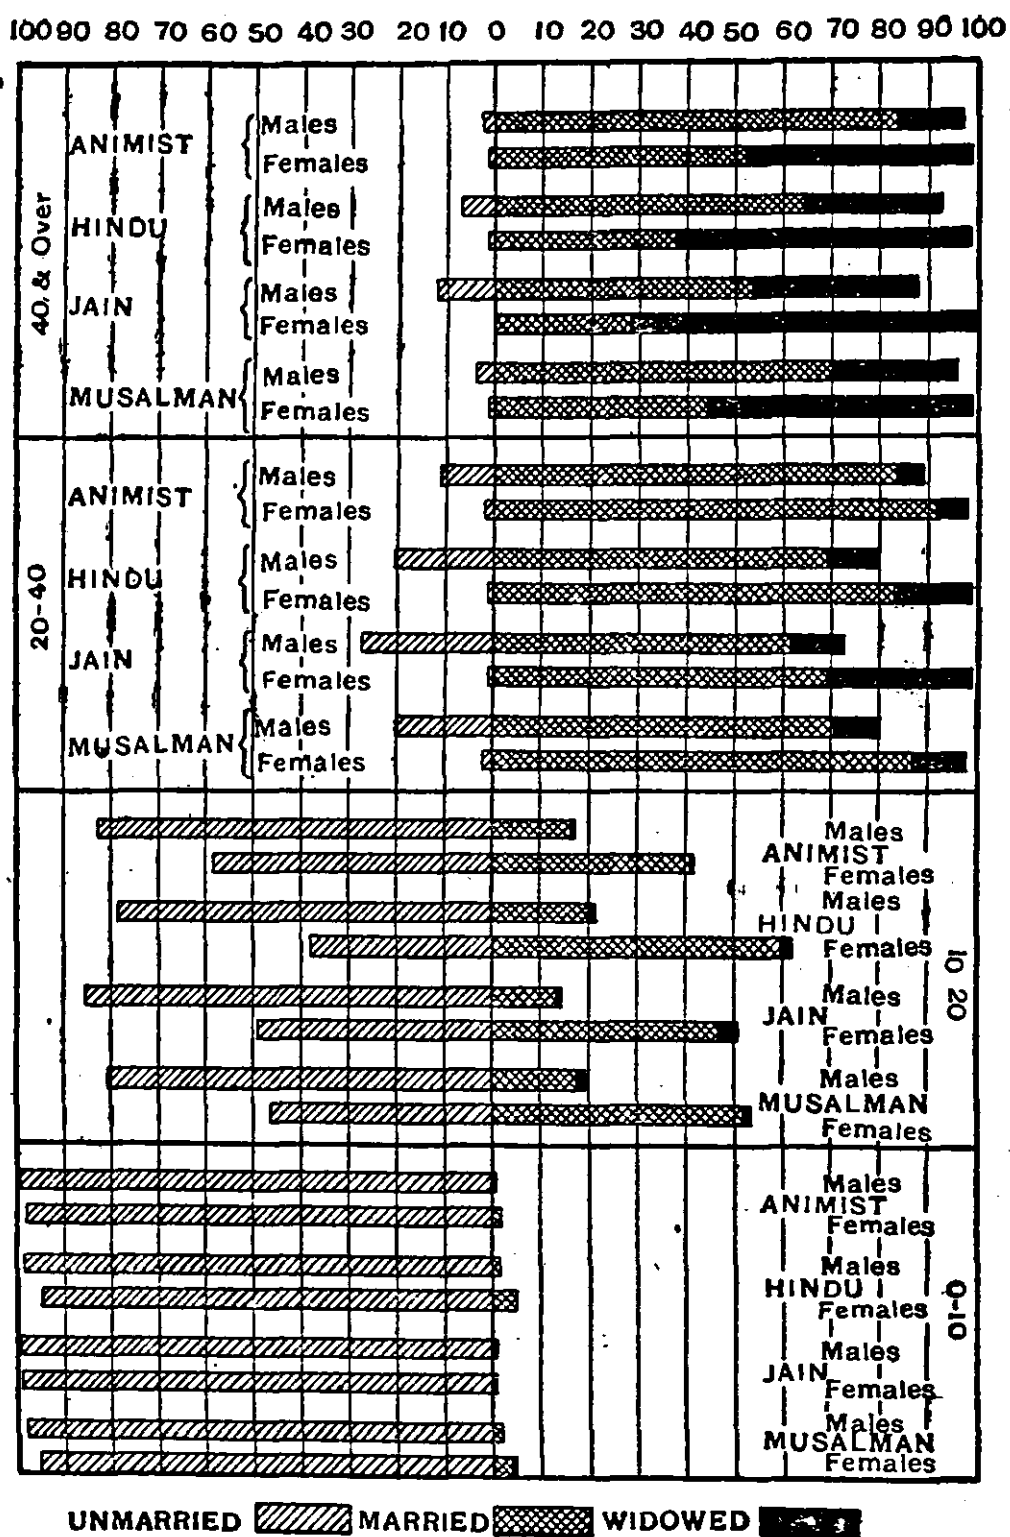 100 90 80 70 60 50 40 30 20 10 0 10 20 30 40 50 60 70 80 90 100
40. & Over
ANIMIST
Males
Females
HINDU
Males
Females
JAIN
Males
Females
MUSALMAN
Males
Females
20-40
ANIMIST
Males
Females
HINDU
Males
Females
JAIN
Males
Females
MUSALMAN
Males
Females
10 20
Males
ANIMIST
Females
Males
HINDU
Females
Males
JAIN
Females
Males
MUSALMAN
Females
0-10
Males
ANIMIST
Females
Males
HINDU
Females
Males
JAIN
Females
Males
MUSALMAN
Females
UNMARRIED MARRIED WIDOWED